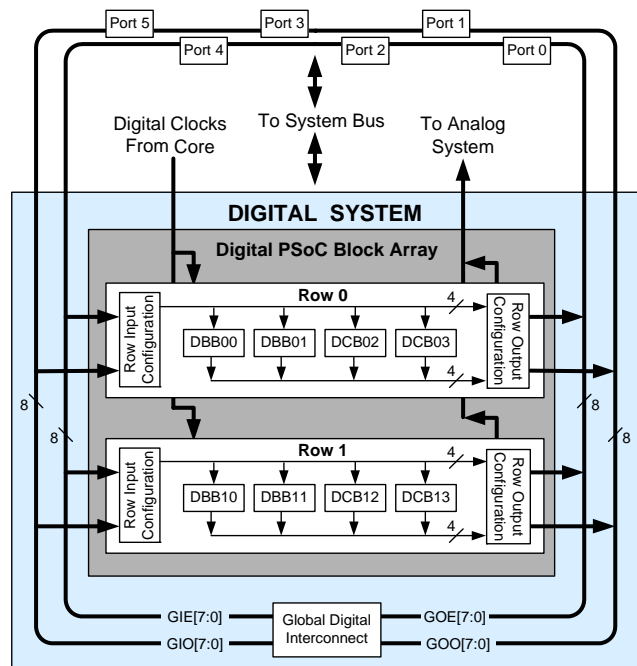 Port 5
Port 3
Port 1
Port 4
Port 2
Port 0
Digital Clocks
From Core
To System Bus
To Analog
System
DIGITAL SYSTEM
Digital PSoC Block Array
Row 0
Row Input
Configuration
4
DBB00
DBB01
DCB02
DCB03
4
Row Output
Configuration
8
8
8
8
Row 1
Row Input
Configuration
4
DBB10
DBB11
DCB12
DCB13
4
Row Output
Configuration
GIE[7:0]
GIO[7:0]
Global Digital
Interconnect
GOE[7:0]
GOO[7:0]